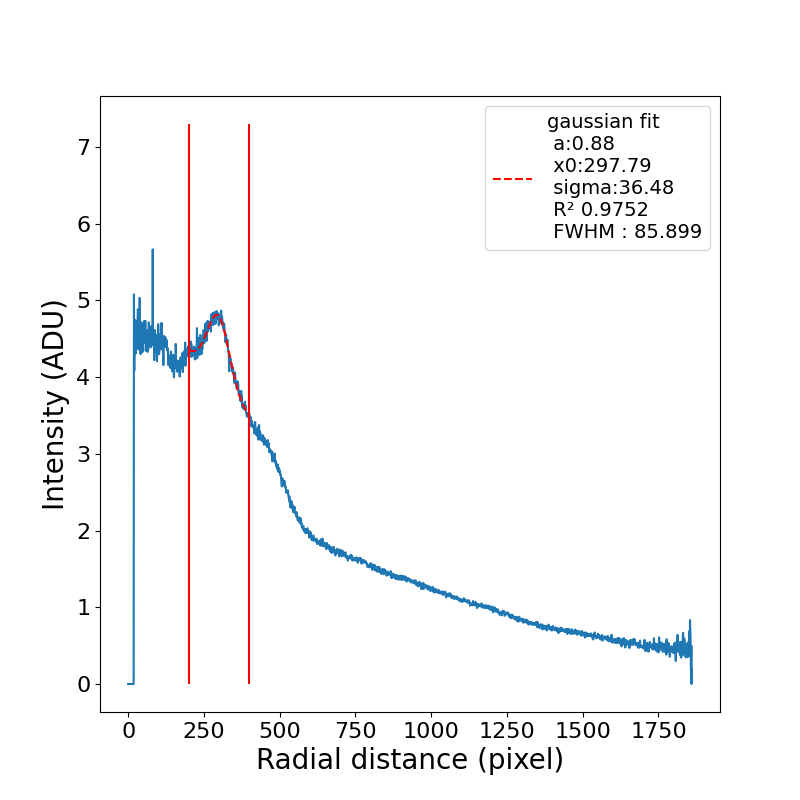 gaussian fit
a:0.88
x0:297.79
sigma:36.48
R² 0.9752
FWHM : 85.899
7
6
5
4
3
2
1
0
Intensity (ADU)
0 250 500 750 1000 1250 1500 1750
Radial distance (pixel)